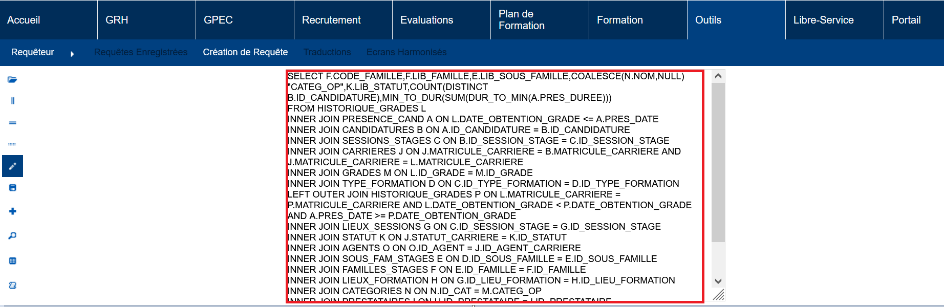 Accueil
GRH
GPEC
Recrutement
Evaluations
Plan de
Formation
Formation
Outils
Libre-Service
Portail
Requêteur
Requêtes Enregistrées
Création de Requête
Traductions
Ecrans Harmonisés
SELECT F.CODE_FAMILLE,F.LIB_FAMILLE,E.LIB_SOUS_FAMILLE,COALESCE(N.NOM,NULL)
"CATEG_OP",K.LIB_STATUT,COUNT(DISTINCT
B.ID_CANDIDATURE),MIN_TO_DUR(SUM(DUR_TO_MIN(A.PRES_DUREE)))
FROM HISTORIQUE_GRADES L
INNER JOIN PRESENCE_CAND A ON L.DATE_OBTENTION_GRADE <= A.PRES_DATE
INNER JOIN CANDIDATURES B ON A.ID_CANDIDATURE = B.ID_CANDIDATURE
INNER JOIN SESSIONS_STAGES C ON B.ID_SESSION_STAGE = C.ID_SESSION_STAGE
INNER JOIN CARRIERES J ON J.MATRICULE_CARRIERE = B.MATRICULE_CARRIERE AND
J.MATRICULE_CARRIERE = L.MATRICULE_CARRIERE
INNER JOIN GRADES M ON L.ID_GRADE = M.ID_GRADE
INNER JOIN TYPE_FORMATION D ON C.ID_TYPE_FORMATION = D.ID_TYPE_FORMATION
LEFT OUTER JOIN HISTORIQUE_GRADES P ON L.MATRICULE_CARRIERE =
P.MATRICULE_CARRIERE AND L.DATE_OBTENTION_GRADE < P.DATE_OBTENTION_GRADE
AND A.PRES_DATE >= P.DATE_OBTENTION_GRADE
INNER JOIN LIEUX_SESSIONS G ON C.ID_SESSION_STAGE = G.ID_SESSION_STAGE
INNER JOIN STATUT K ON J.STATUT_CARRIERE = K.ID_STATUT
INNER JOIN AGENTS O ON O.ID_AGENT = J.ID_AGENT_CARRIERE
INNER JOIN SOUS_FAM_STAGES E ON D.ID_SOUS_FAMILLE = E.ID_SOUS_FAMILLE
INNER JOIN FAMILLES_STAGES F ON E.ID_FAMILLE = F.ID_FAMILLE
INNER JOIN LIEUX_FORMATION H ON G.ID_LIEU_FORMATION = H.ID_LIEU_FORMATION
INNER JOIN CATEGORIES N ON N.ID_CAT = M.CATEG_OP
INNER JOIN PRESTATAIRES I ON H.ID_PRESTATAIRE = I.ID_PRESTATAIRE